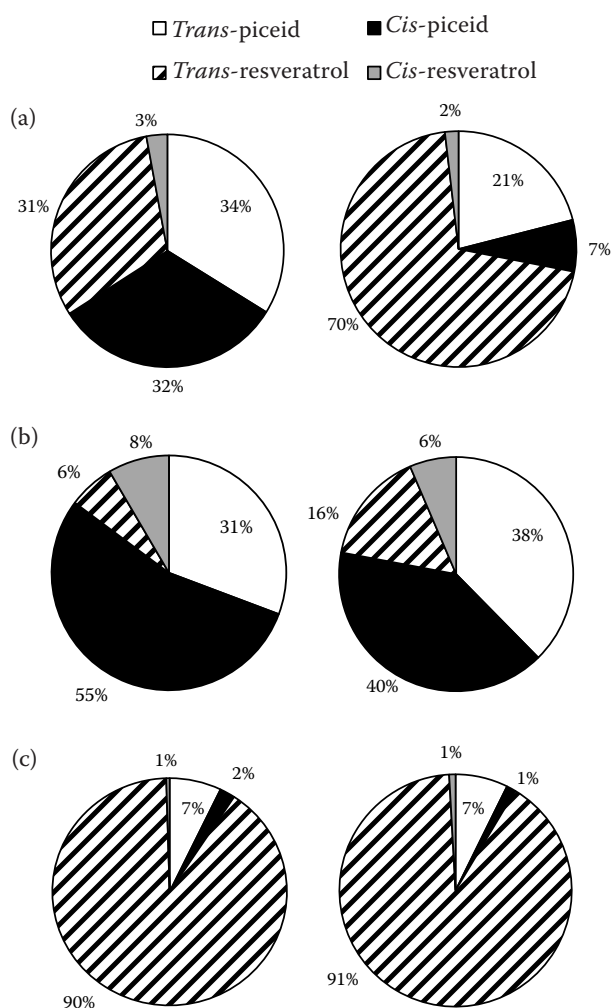 Trans-piceid Cis-piceid
Trans-resveratrol Cis-resveratrol
(a)
3% 2%
31% 34% 21%
7%
70%
32%
(b)
8% 6%
6% 16%
31% 38%
55% 40%
(c)
1% 2% 1% 1%
7% 7%
90% 91%